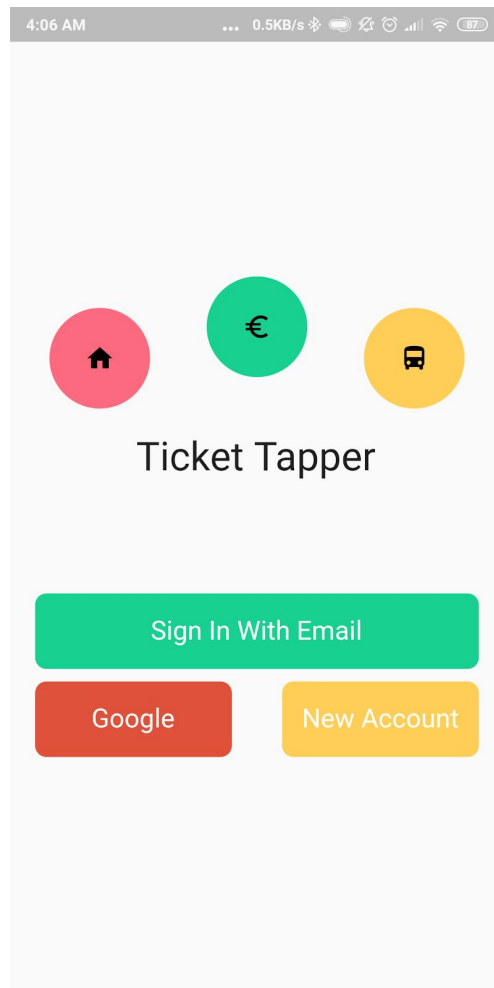 4:06 AM ... 0.5KB/s 87
€
Ticket Tapper
Sign In With Email
Google New Account